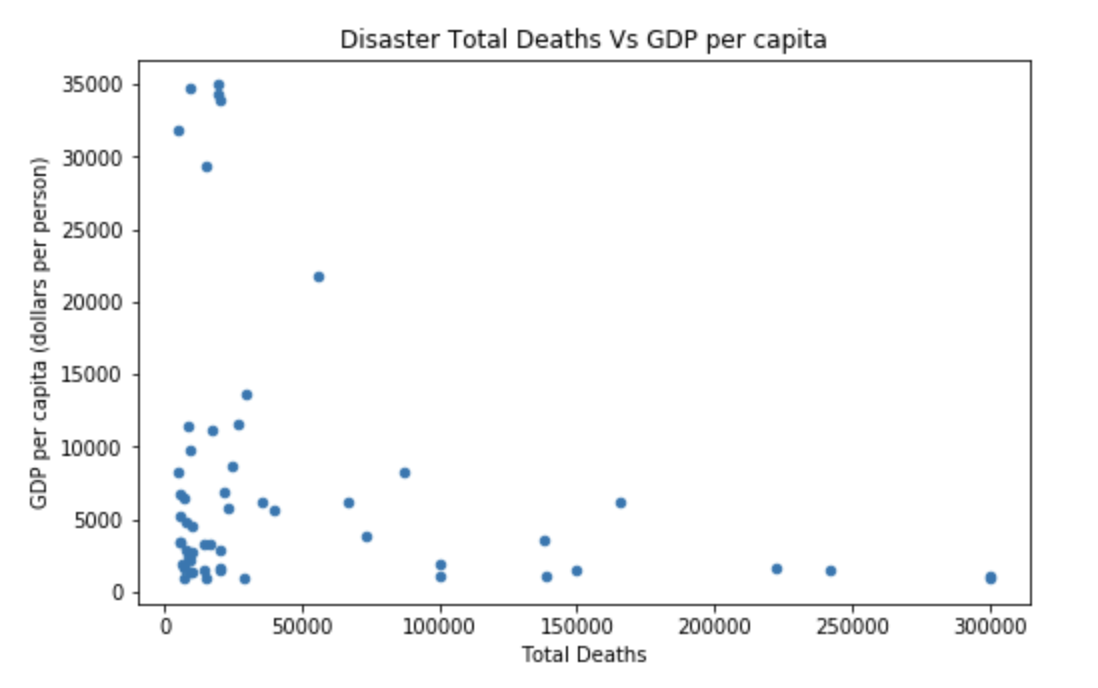 Disaster Total Deaths Vs GDP per capita
GDP per capita (dollars per person)
35000
30000
25000
20000
15000
10000
5000
0
0 50000 100000 150000 200000 250000 300000
Total Deaths